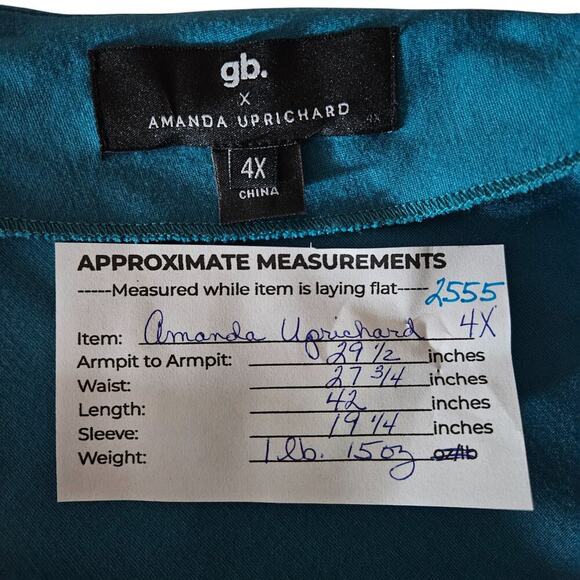 gb.
X
AMANDA UPRICHARD
4X
4X
CHINA
APPROXIMATE MEASUREMENTS
-----Measured while item is laying flat----- 2555
Item: Amanda Uprichard 4X
Armpit to Armpit: 29 1/2 inches
Waist: 27 3/4 inches
Length: 42 inches
Sleeve: 19 1/4 inches
Weight: 1 lb. 15 oz oz/lb